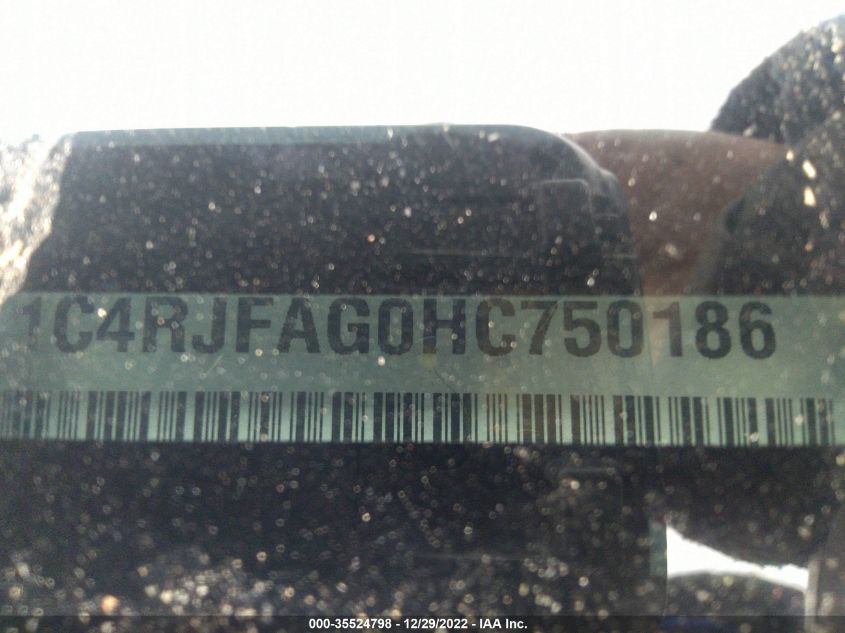 1C4RJFAG0HC750186
000-35524798 - 12/29/2022 - IAA Inc.